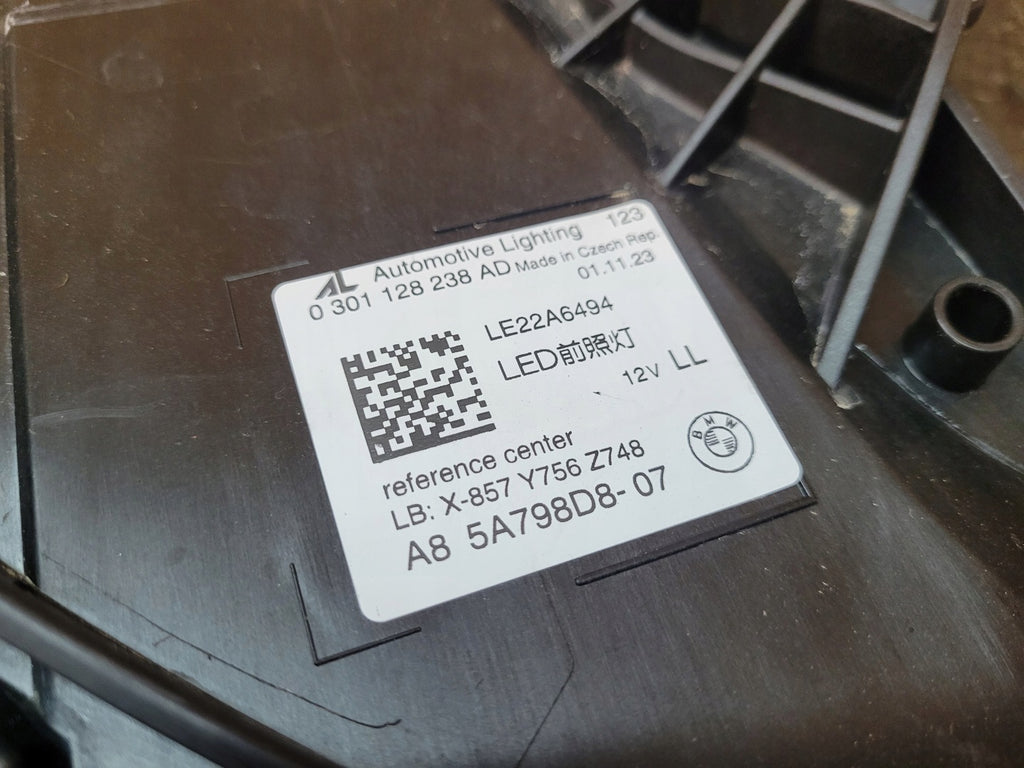 AL Automotive Lighting 123
0 301 128 238 AD Made in Czech Rep.
01.11.23
LE22A6494
LED前照灯
12V LL
reference center
LB: X-857 Y756 Z748
BMW
A8 5A798D8-07